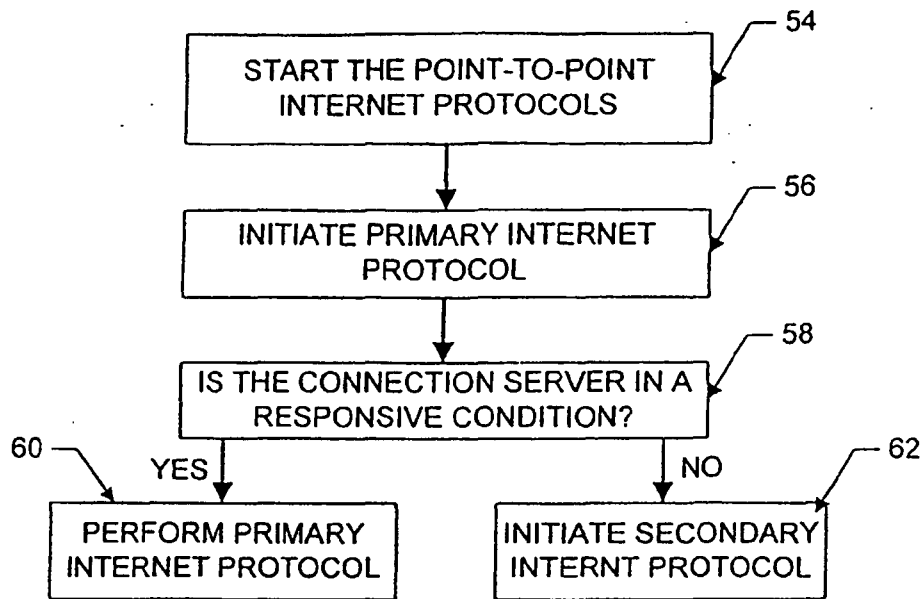 54
START THE POINT-TO-POINT
INTERNET PROTOCOLS
56
INITIATE PRIMARY INTERNET
PROTOCOL
58
IS THE CONNECTION SERVER IN A
RESPONSIVE CONDITION?
60
YES
NO
62
PERFORM PRIMARY
INTERNET PROTOCOL
INITIATE SECONDARY
INTERNT PROTOCOL